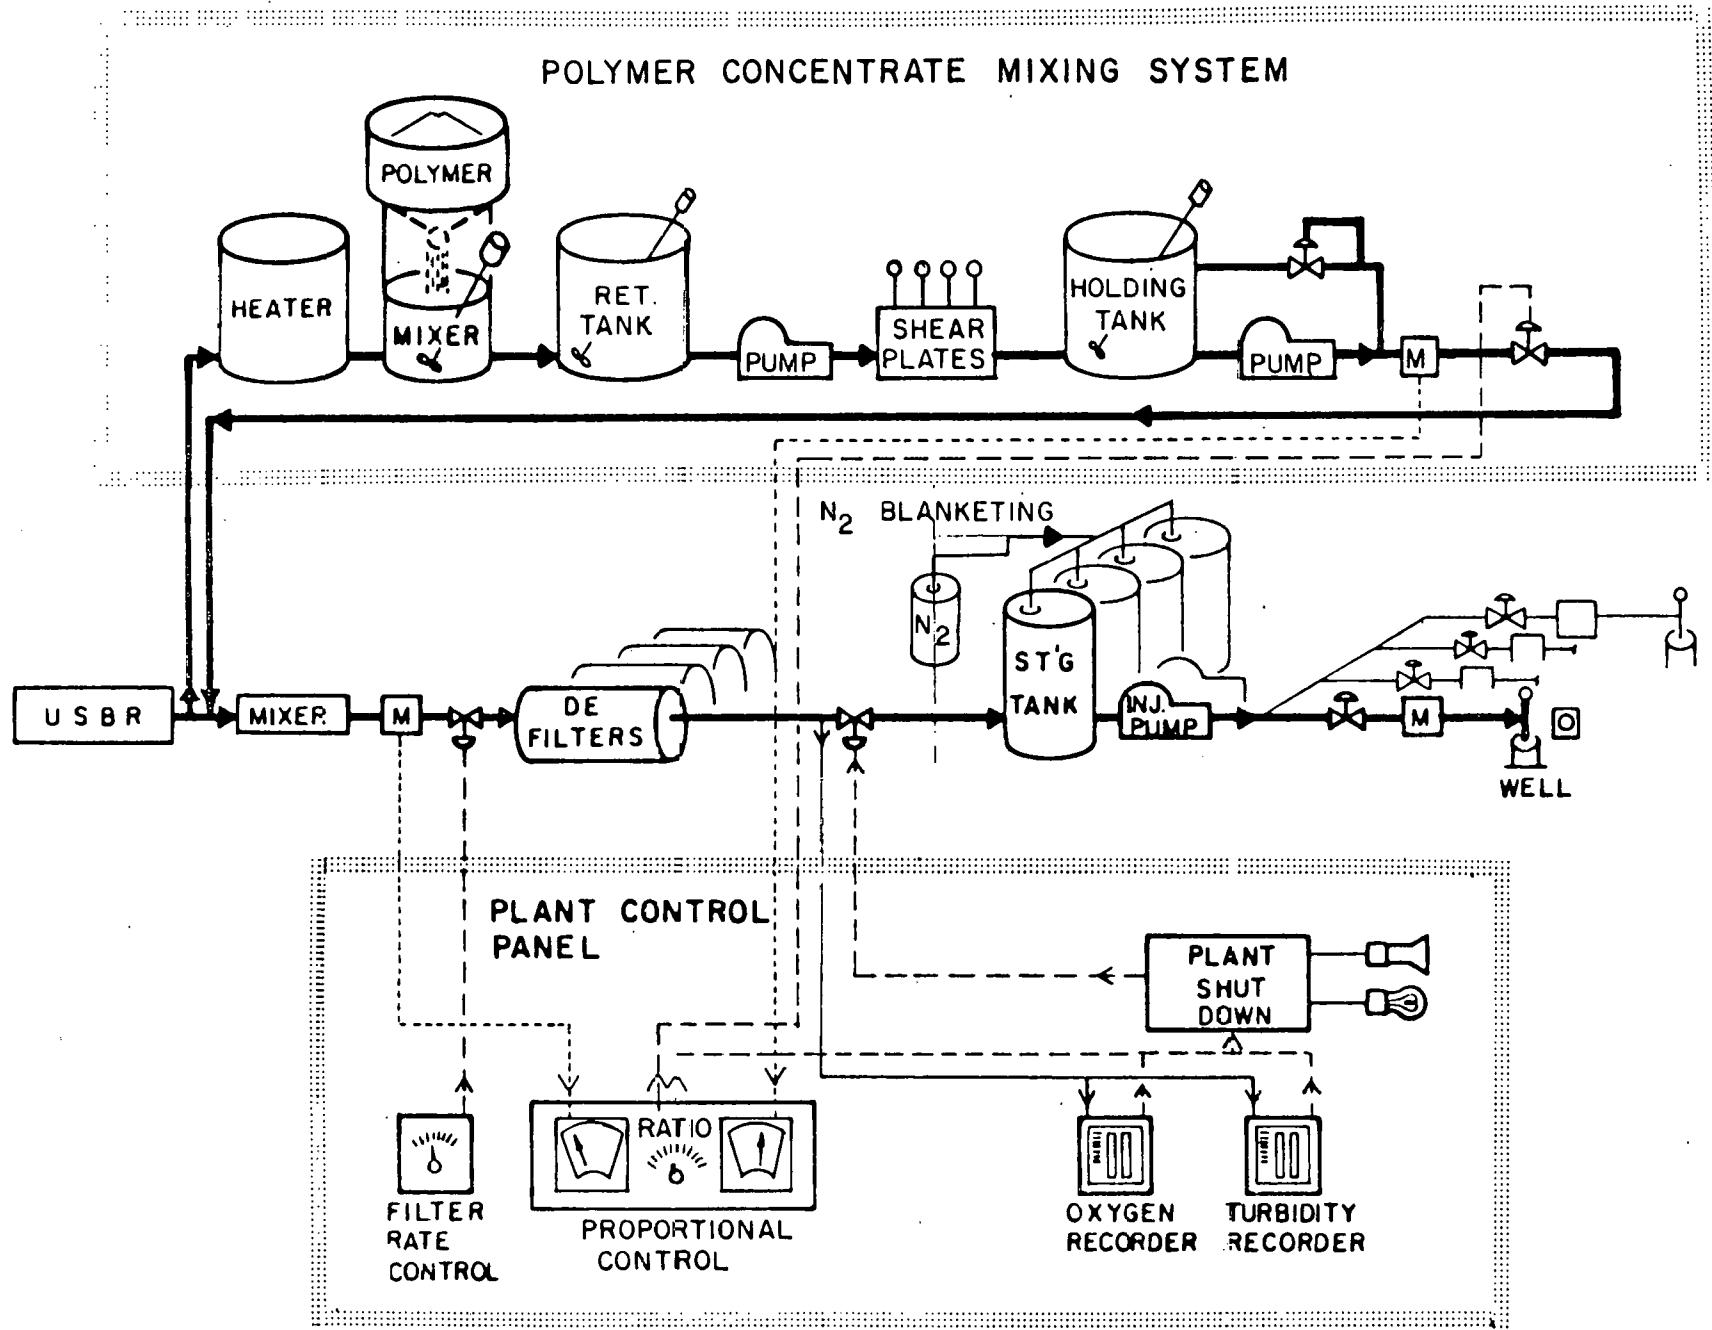 POLYMER CONCENTRATE MIXING SYSTEM
POLYMER
HEATER
MIXER
RET.
TANK
PUMP
SHEAR
PLATES
HOLDING
TANK
PUMP
M
N2 BLANKETING
N2
ST'G
TANK
USBR
MIXER
M
DE
FILTERS
INJ.
PUMP
M
WELL
PLANT CONTROL
PANEL
PLANT
SHUT
DOWN
RATIO
FILTER
RATE
CONTROL
PROPORTIONAL
CONTROL
OXYGEN
RECORDER
TURBIDITY
RECORDER